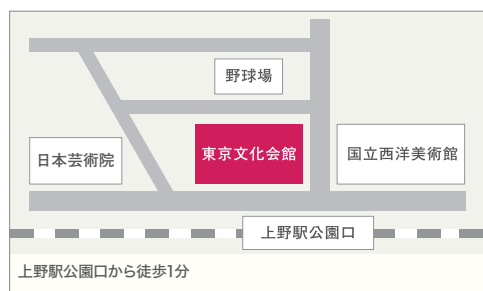 野球場
日本芸術院
東京文化会館
国立西洋美術館
上野駅公園口
上野駅公園口から徒歩1分